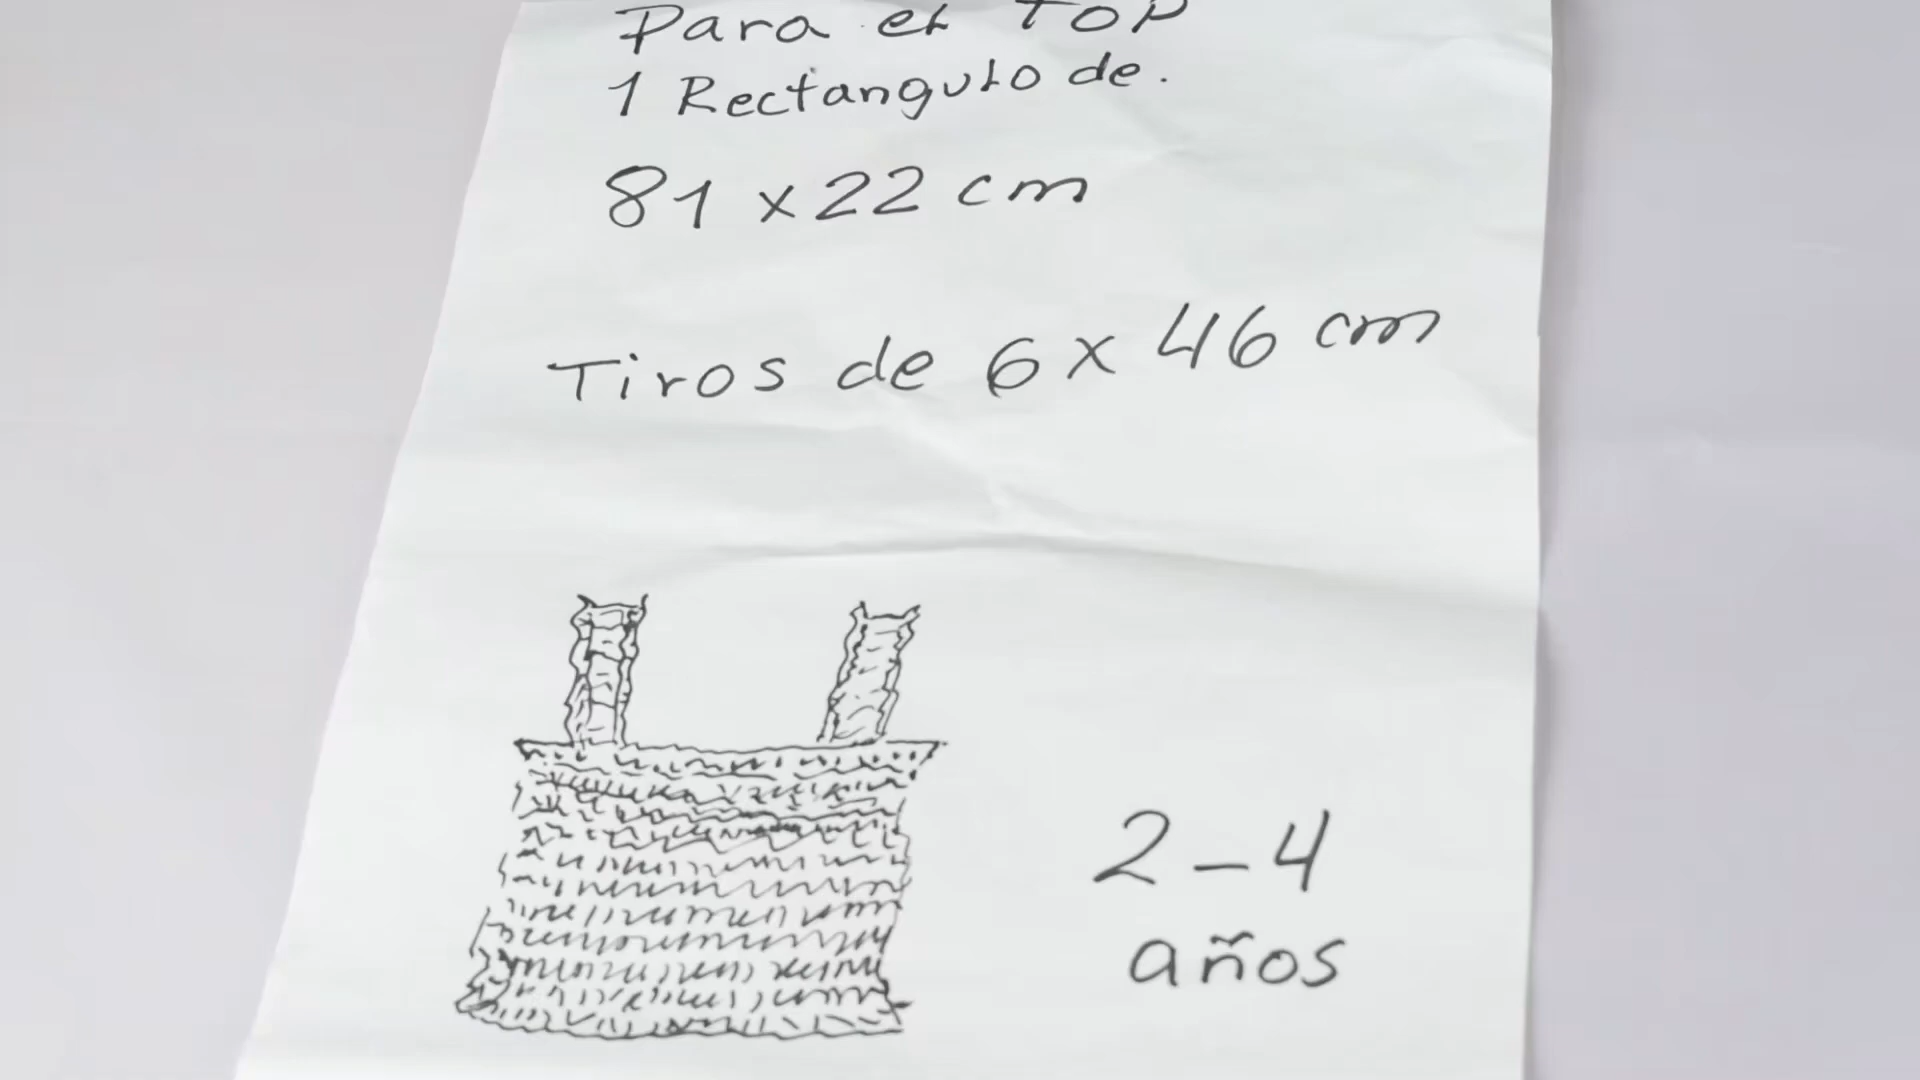 Para el TOP
1 Rectangulo de.
81 x 22 cm
Tiros de 6 x 46 cm
2 - 4
años